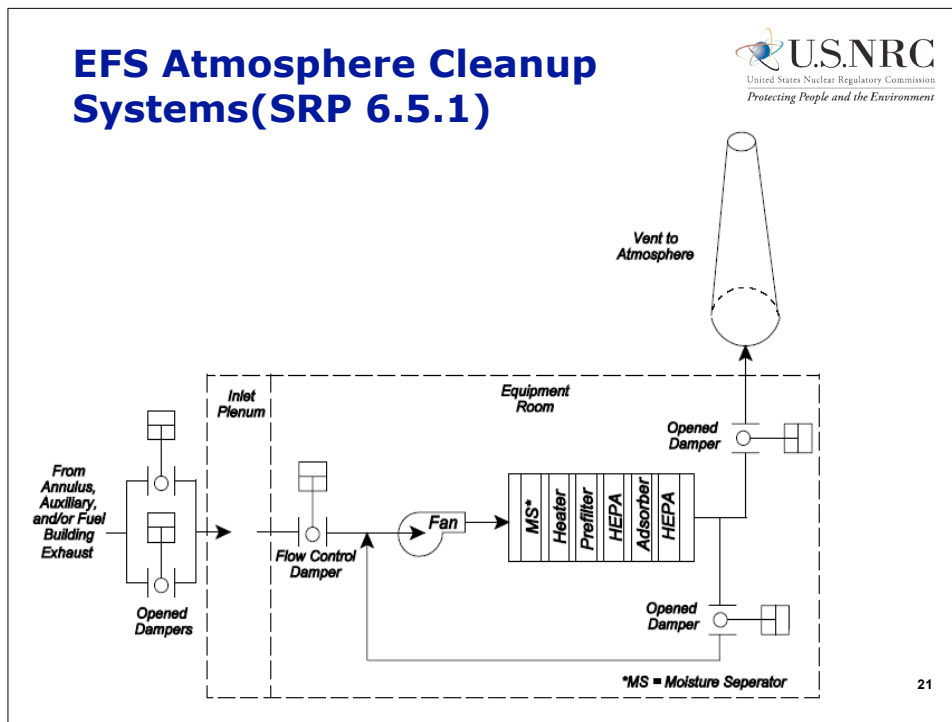 EFS Atmosphere Cleanup
Systems(SRP 6.5.1)
U.S.NRC
United States Nuclear Regulatory Commission
Protecting People and the Environment
Vent to
Atmosphere
Inlet
Plenum
Equipment
Room
Opened
Damper
From
Annulus,
Auxiliary,
and/or Fuel
Building
Exhaust
Opened
Dampers
Flow Control
Damper
Fan
MS*
Heater
Prefilter
HEPA
Adsorber
HEPA
Opened
Damper
*MS = Moisture Seperator
21